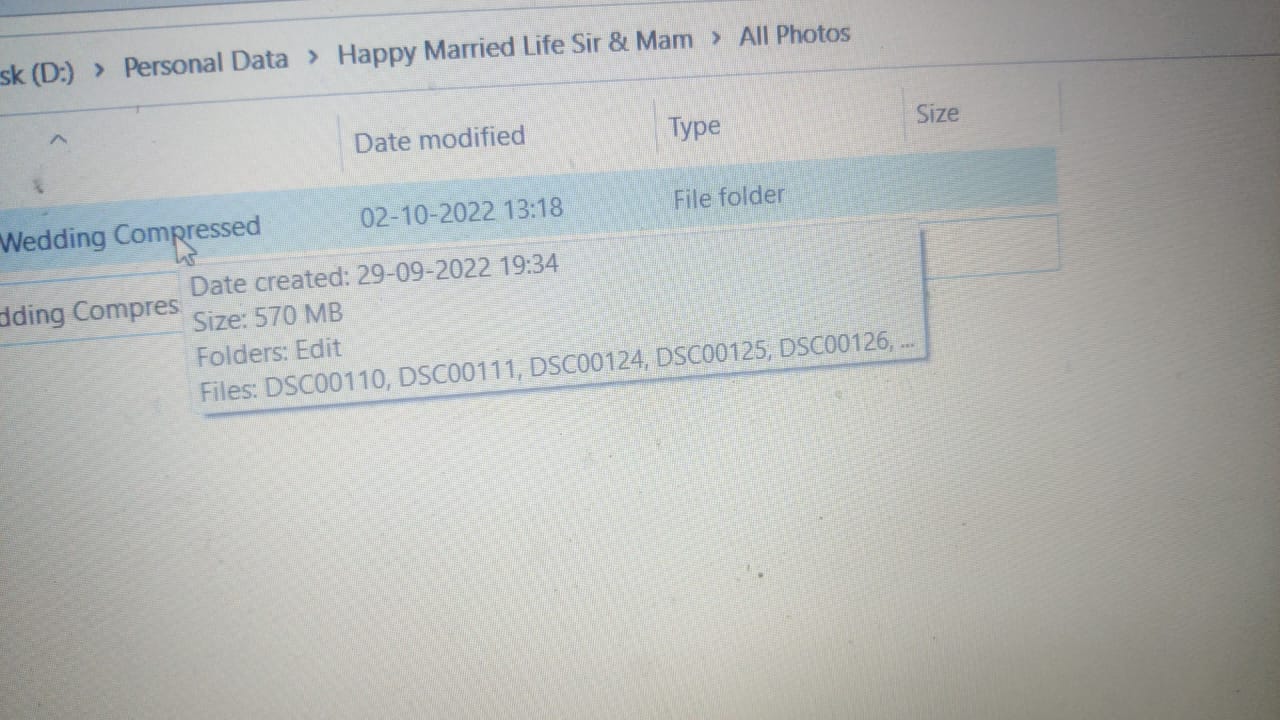 sk (D:) > Personal Data > Happy Married Life Sir & Mam > All Photos
Date modified Type Size
Wedding Compressed 02-10-2022 13:18 File folder
dding Compres
Date created: 29-09-2022 19:34
Size: 570 MB
Folders: Edit
Files: DSC00110, DSC00111, DSC00124, DSC00125, DSC00126, ...